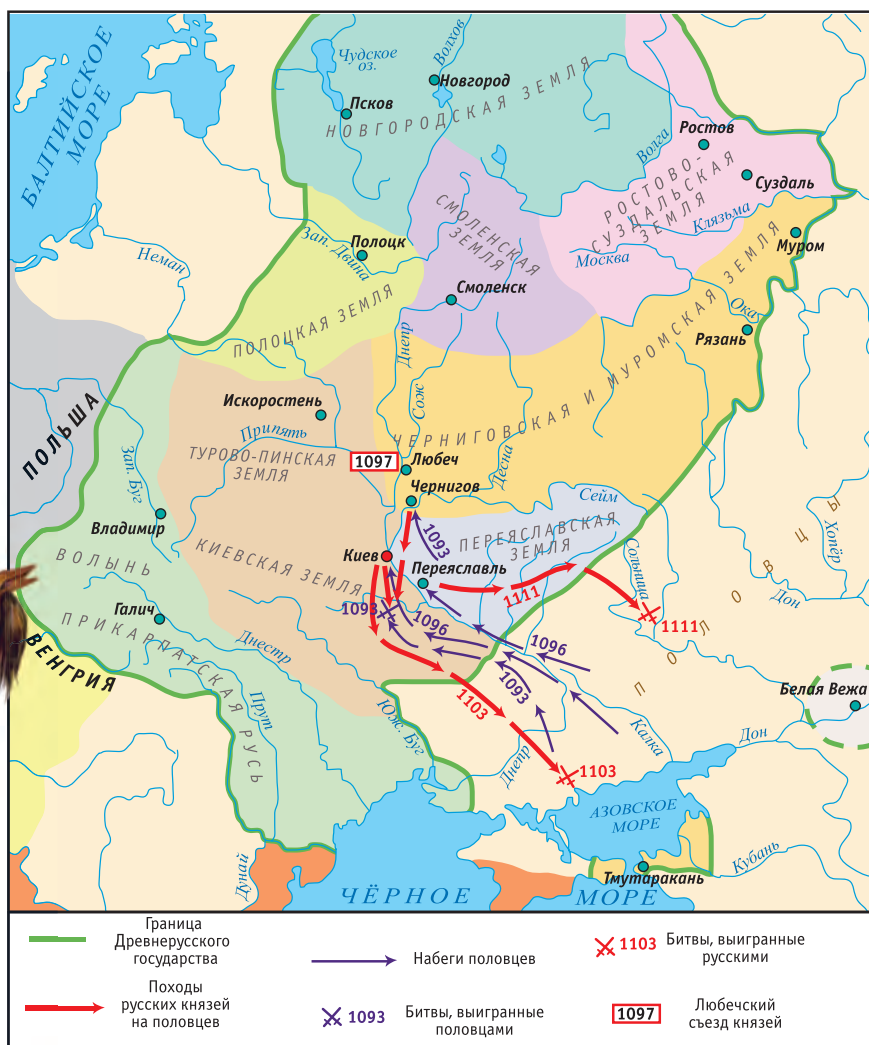 БАЛТИЙСКОЕ
МОРЕ
Чудское
оз.
Волхов
Новгород
Псков
НОВГОРОДСКАЯ ЗЕМЛЯ
Волга
Ростов
РОСТОВО-
СУЗДАЛЬСКАЯ
ЗЕМЛЯ
Суздаль
Клязьма
Москва
Муром
СМОЛЕНСКАЯ
ЗЕМЛЯ
Зап. Двина
Полоцк
Неман
Смоленск
Ока
Рязань
ПОЛОЦКАЯ ЗЕМЛЯ
Днепр
Сож
ЧЕРНИГОВСКАЯ И МУРОМСКАЯ ЗЕМЛЯ
ПОЛЬША
Искоростень
Припять
ТУРОВО-ПИНСКАЯ
ЗЕМЛЯ
1097
Любеч
Чернигов
Десна
Сейм
Зап. Буг
Владимир
ВОЛЫНЬ
КИЕВСКАЯ ЗЕМЛЯ
Киев
1093
ПЕРЕЯСЛАВСКАЯ
ЗЕМЛЯ
Переяславль
1111
Сольница
1111
Хопёр
Дон
ПОЛОВЦЫ
Галич
ПРИКАРПАТСКАЯ РУСЬ
1093
1096
1096
1093
1103
ВЕНГРИЯ
Днестр
Прут
Юж. Буг
Днепр
1103
Калка
Белая Вежа
Дон
АЗОВСКОЕ
МОРЕ
Кубань
Тмутаракань
Дунай
ЧЁРНОЕ МОРЕ
Граница
Древнерусского
государства
Набеги половцев
1103 Битвы, выигранные
русскими
Походы
русских князей
на половцев
1093 Битвы, выигранные
половцами
1097 Любечский
съезд князей